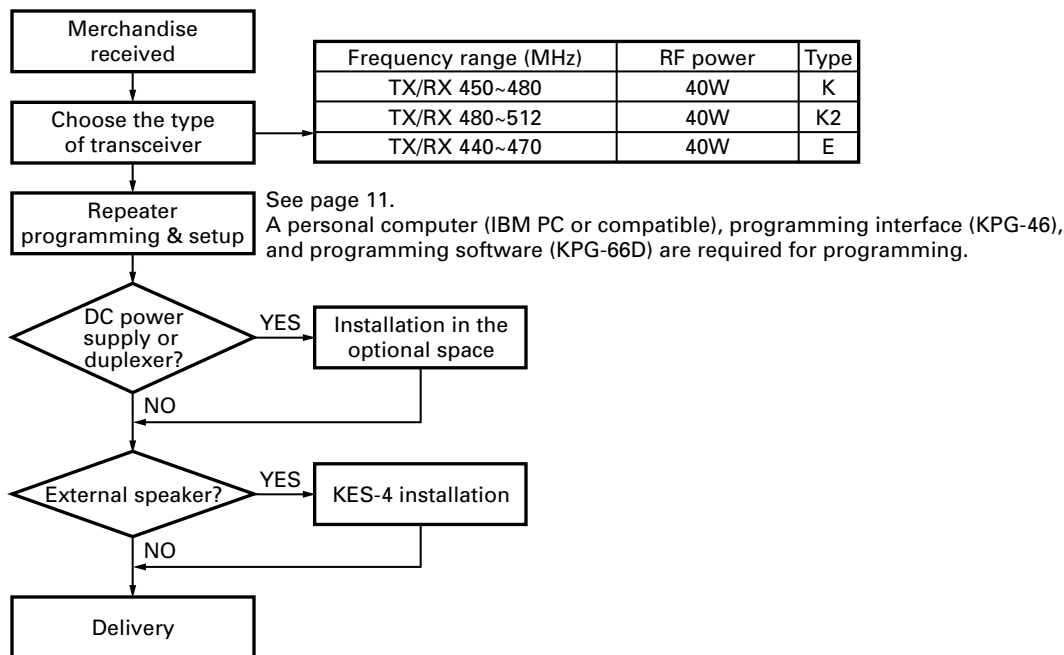 Merchandise
received
Frequency range (MHz) RF power Type
TX/RX 450~480 40W K
TX/RX 480~512 40W K2
TX/RX 440~470 40W E
Choose the type
of transceiver
Repeater
programming & setup
See page 11.
A personal computer (IBM PC or compatible), programming interface (KPG-46),
and programming software (KPG-66D) are required for programming.
DC power
supply or
duplexer?
YES
Installation in the
optional space
NO
External speaker?
YES
KES-4 installation
NO
Delivery